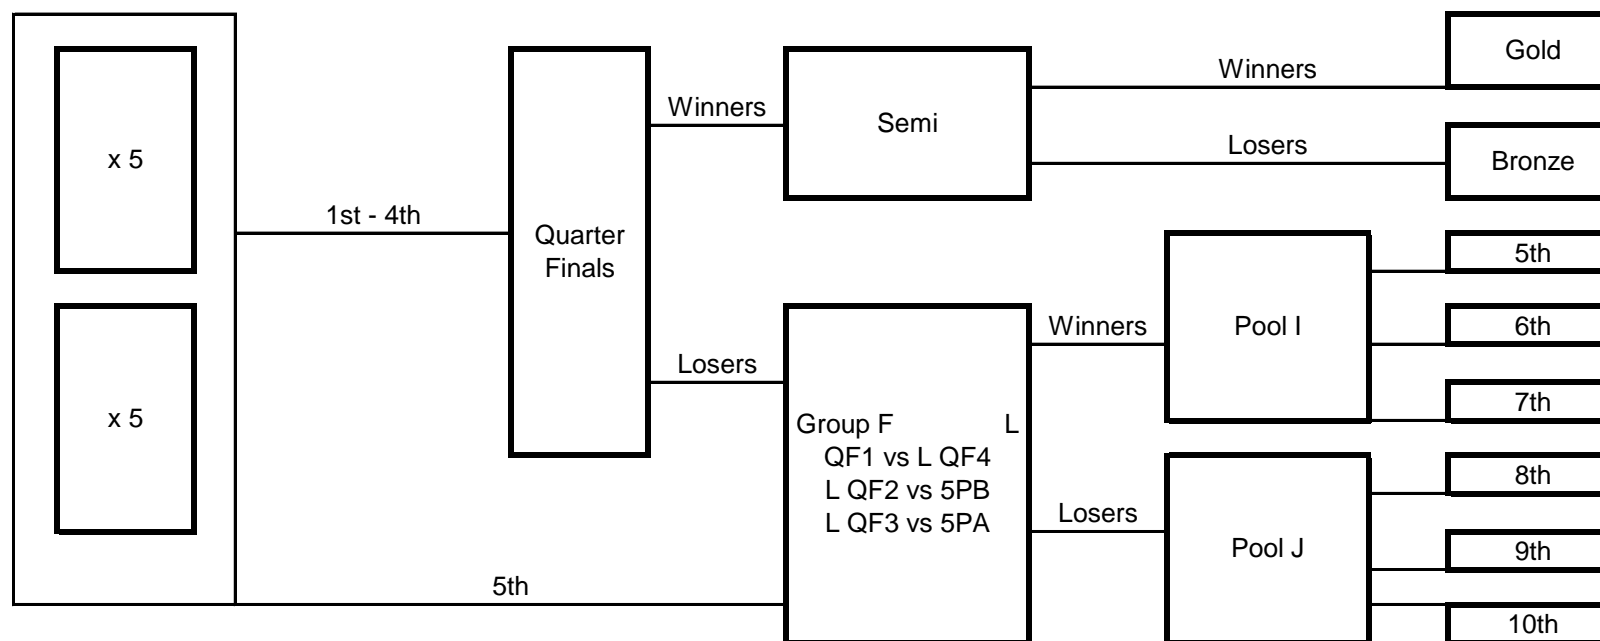 x 5
x 5
1st - 4th
5th
Quarter
Finals
Winners
Losers
Semi
Group F L
QF1 vs L QF4
L QF2 vs 5PB
L QF3 vs 5PA
Winners
Losers
Winners
Losers
Pool I
Pool J
Gold
Bronze
5th
6th
7th
8th
9th
10th